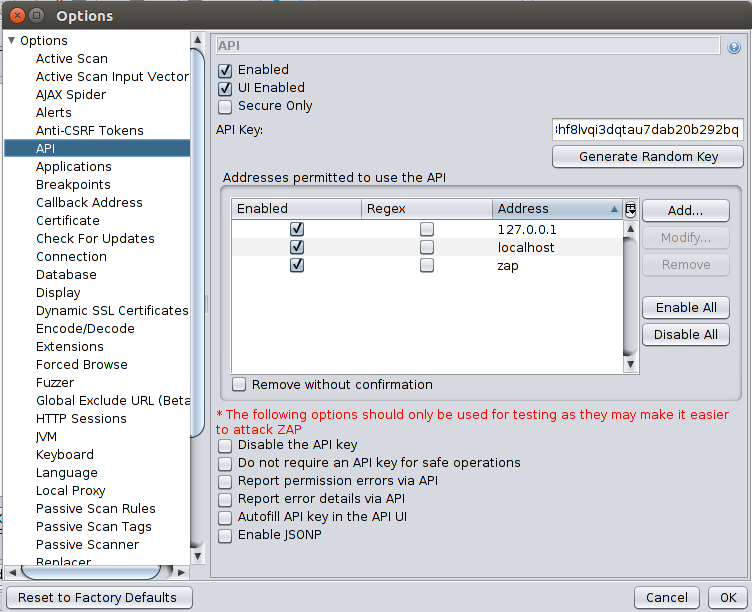 Options
Options
Active Scan
Active Scan Input Vector
AJAX Spider
Alerts
Anti-CSRF Tokens
API
Applications
Breakpoints
Callback Address
Certificate
Check For Updates
Connection
Database
Display
Dynamic SSL Certificates
Encode/Decode
Extensions
Forced Browse
Fuzzer
Global Exclude URL (Beta
HTTP Sessions
JVM
Keyboard
Language
Local Proxy
Passive Scan Rules
Passive Scan Tags
Passive Scanner
Replacer
API
Enabled
UI Enabled
Secure Only
API Key: hf8lvqi3dqtau7dab20b292bq
Generate Random Key
Addresses permitted to use the API
Enabled Regex Address
127.0.0.1
localhost
zap
Add...
Modify...
Remove
Enable All
Disable All
Remove without confirmation
* The following options should only be used for testing as they may make it easier
to attack ZAP
Disable the API key
Do not require an API key for safe operations
Report permission errors via API
Report error details via API
Autofill API key in the API UI
Enable JSONP
Reset to Factory Defaults
Cancel
OK